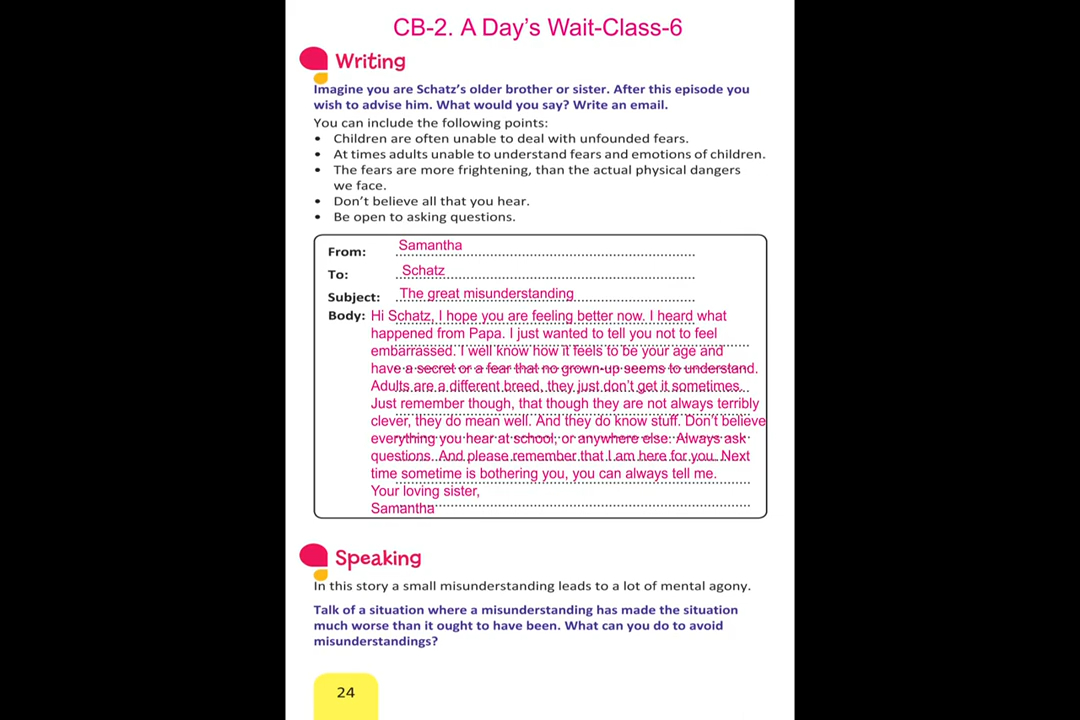 CB-2. A Day's Wait-Class-6
Writing
Imagine you are Schatz's older brother or sister. After this episode you
wish to advise him. What would you say? Write an email.
You can include the following points:
• Children are often unable to deal with unfounded fears.
• At times adults unable to understand fears and emotions of children.
• The fears are more frightening, than the actual physical dangers
we face.
• Don't believe all that you hear.
• Be open to asking questions.
From: Samantha
To: Schatz
Subject: The great misunderstanding
Body: Hi Schatz, I hope you are feeling better now. I heard what
happened from Papa. I just wanted to tell you not to feel
embarrassed. I well know how it feels to be your age and
have a secret or a fear that no grown-up seems to understand.
Adults are a different breed, they just don't get it sometimes.
Just remember though, that though they are not always terribly
clever, they do mean well. And they do know stuff. Don't believe
everything you hear at school, or anywhere else. Always ask
questions. And please remember that I am here for you. Next
time sometime is bothering you, you can always tell me.
Your loving sister,
Samantha
Speaking
In this story a small misunderstanding leads to a lot of mental agony.
Talk of a situation where a misunderstanding has made the situation
much worse than it ought to have been. What can you do to avoid
misunderstandings?
24